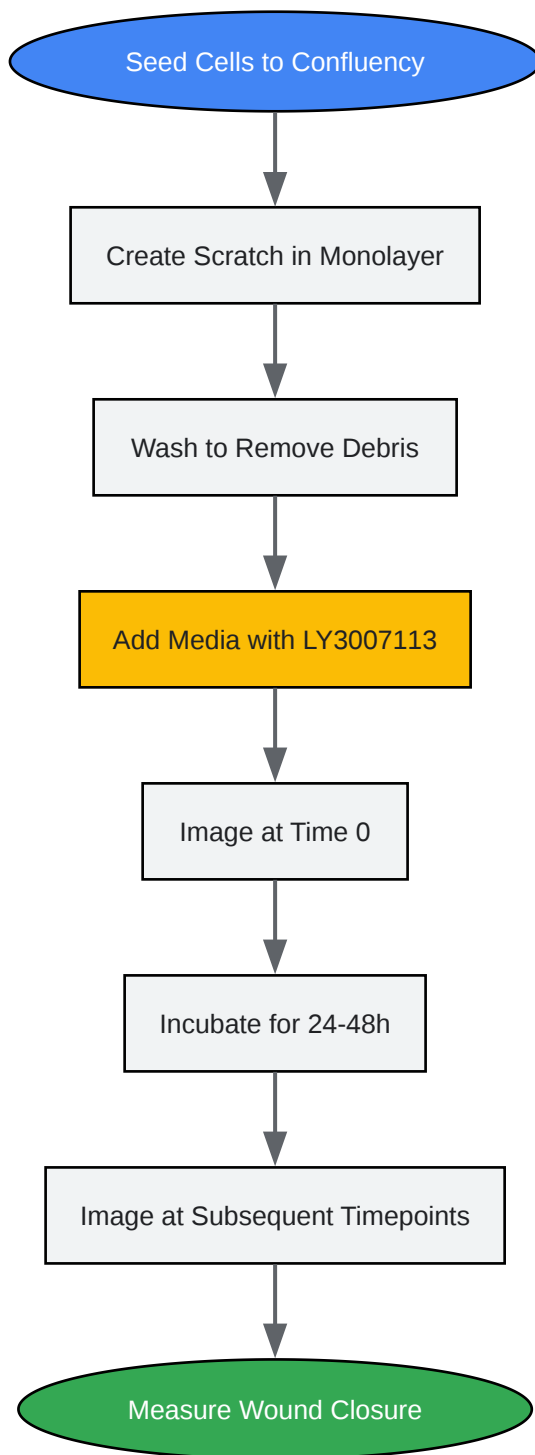 Seed Cells to Confluency
Create Scratch in Monolayer
Wash to Remove Debris
Add Media with LY3007113
Image at Time 0
Incubate for 24-48h
Image at Subsequent Timepoints
Measure Wound Closure